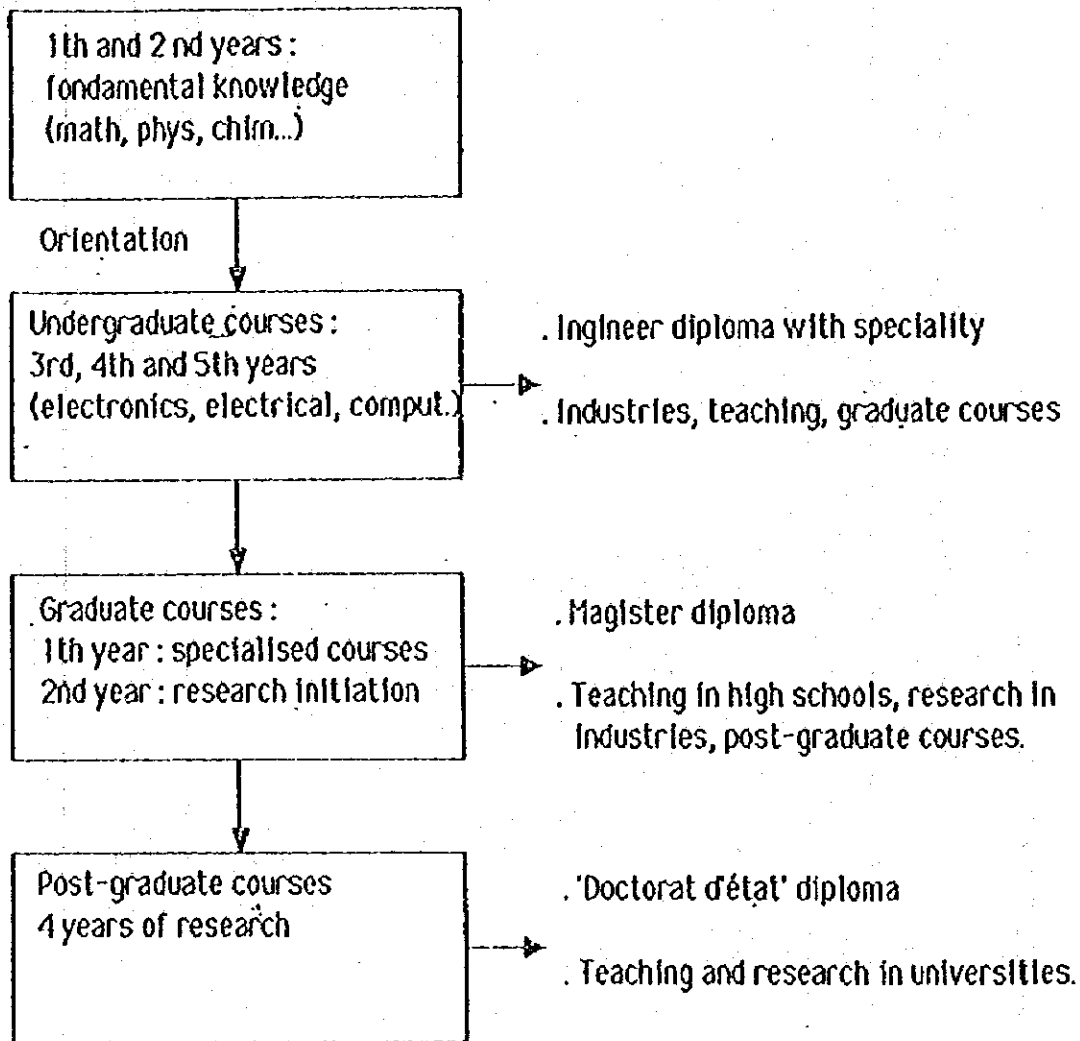 1th and 2 nd years :
fondamental knowledge
(math, phys, chim...)
Orientation
Undergraduate courses :
3rd, 4th and 5th years
(electronics, electrical, comput.)
. Ingineer diploma with speciality
. Industries, teaching, graduate courses
Graduate courses :
1th year : specialised courses
2nd year : research initiation
. Magister diploma
. Teaching in high schools, research in
industries, post-graduate courses.
Post-graduate courses
4 years of research
. 'Doctorat d'état' diploma
. Teaching and research in universities.